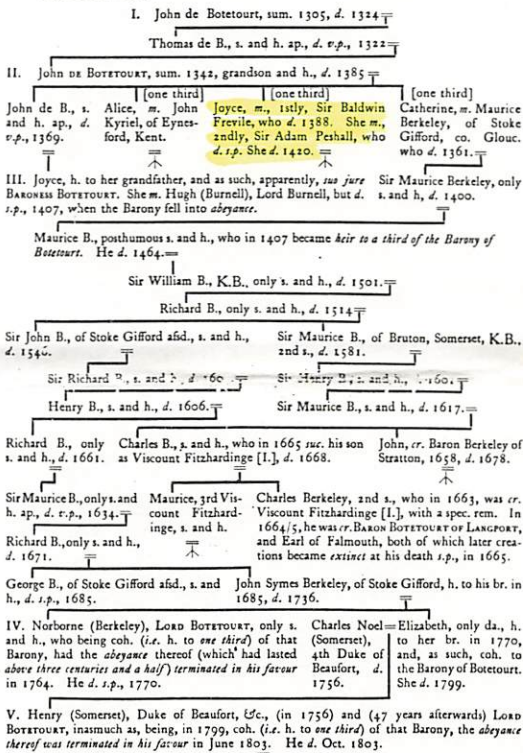 I. John de Botetourt, sum. 1305, d. 1324
Thomas de B., s. and h. ap., d. v.p., 1322
II. John de Botetourt, sum. 1342, grandson and h., d. 1385
[one third]
[one third]
[one third]
John de B., s.
and h. ap., d.
v.p., 1369.
Alice, m. John
Kyriel, of Eynes-
ford, Kent.
Joyce, m., 1stly, Sir Baldwin
Frevile, who d. 1388. She m.,
2ndly, Sir Adam Peshall, who
d. s.p. She d. 1420.
Catherine, m. Maurice
Berkeley, of Stoke
Gifford, co. Glouc.
who d. 1361.
III. Joyce, h. to her grandfather, and as such, apparently, suo jure
Baroness Botetourt. She m. Hugh (Burnell), Lord Burnell, but d.
s.p., 1407, when the Barony fell into abeyance.
Sir Maurice Berkeley, only
s. and h, d. 1400.
Maurice B., posthumous s. and h., who in 1407 became heir to a third of the Barony of
Botetourt. He d. 1464.
Sir William B., K.B., only s. and h., d. 1501.
Richard B., only s. and h., d. 1514
Sir John B., of Stoke Gifford afsd., s. and h.,
d. 1546.
Sir Maurice B., of Bruton, Somerset, K.B.,
2nd s., d. 1581.
Sir Richard B., s. and h., d.
Sir Henry B., s. and h.,
Henry B., s. and h., d. 1606.
Sir Maurice B., s. and h., d. 1617.
Richard B., only
s. and h., d. 1661.
Charles B., s. and h., who in 1665 suc. his son
as Viscount Fitzhardinge [I.], d. 1668.
John, cr. Baron Berkeley of
Stratton, 1658, d. 1678.
Sir Maurice B., only s. and
h. ap., d. v.p., 1634.
Maurice, 3rd Vis-
count Fitzhard-
inge, s. and h.
Charles Berkeley, 2nd s., who in 1663, was cr.
Viscount Fitzhardinge [I.], with a spec. rem. In
1664/5, he was cr. Baron Botetourt of Langport,
and Earl of Falmouth, both of which later crea-
tions became extinct at his death s.p., in 1665.
Richard B., only s. and h.,
d. 1671.
George B., of Stoke Gifford afsd., s. and
h., d. s.p., 1685.
John Symes Berkeley, of Stoke Gifford, h. to his br. in
1685, d. 1736.
IV. Norborne (Berkeley), Lord Botetourt, only s.
and h., who being coh. (i.e. h. to one third) of that
Barony, had the abeyance thereof (which had lasted
above three centuries and a half) terminated in his favour
in 1764. He d. s.p., 1770.
Charles Noel
(Somerset),
4th Duke of
Beaufort, d.
1756.
Elizabeth, only da., h.
to her br. in 1770,
and, as such, coh. to
the Barony of Botetourt.
She d. 1799.
V. Henry (Somerset), Duke of Beaufort, &c., (in 1756) and (47 years afterwards) Lord
Botetourt, inasmuch as, being, in 1799, coh. (i.e. h. to one third) of that Barony, the abeyance
thereof was terminated in his favour in June 1803. He d. Oct. 1803.